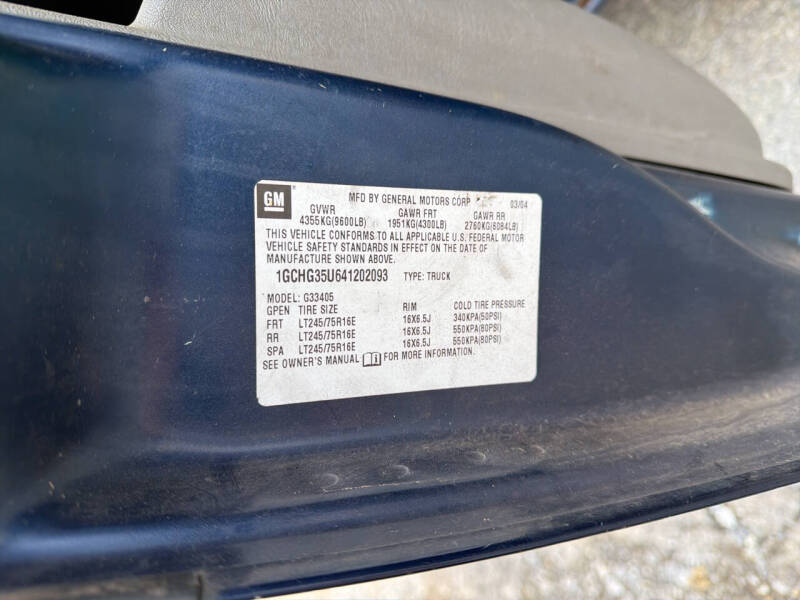 GM MFD BY GENERAL MOTORS CORP 03/04
GVWR GAWR FRT GAWR RR
4355KG(9600LB) 1951KG(4300LB) 2760KG(6084LB)
THIS VEHICLE CONFORMS TO ALL APPLICABLE U.S. FEDERAL MOTOR
VEHICLE SAFETY STANDARDS IN EFFECT ON THE DATE OF
MANUFACTURE SHOWN ABOVE.
1GCHG35U641202093 TYPE: TRUCK
MODEL: G33405
GPEN TIRE SIZE RIM COLD TIRE PRESSURE
FRT LT245/75R16E 16X6.5J 340KPA(50PSI)
RR LT245/75R16E 16X6.5J 550KPA(80PSI)
SPA LT245/75R16E 16X6.5J 550KPA(80PSI)
SEE OWNER'S MANUAL FOR MORE INFORMATION.